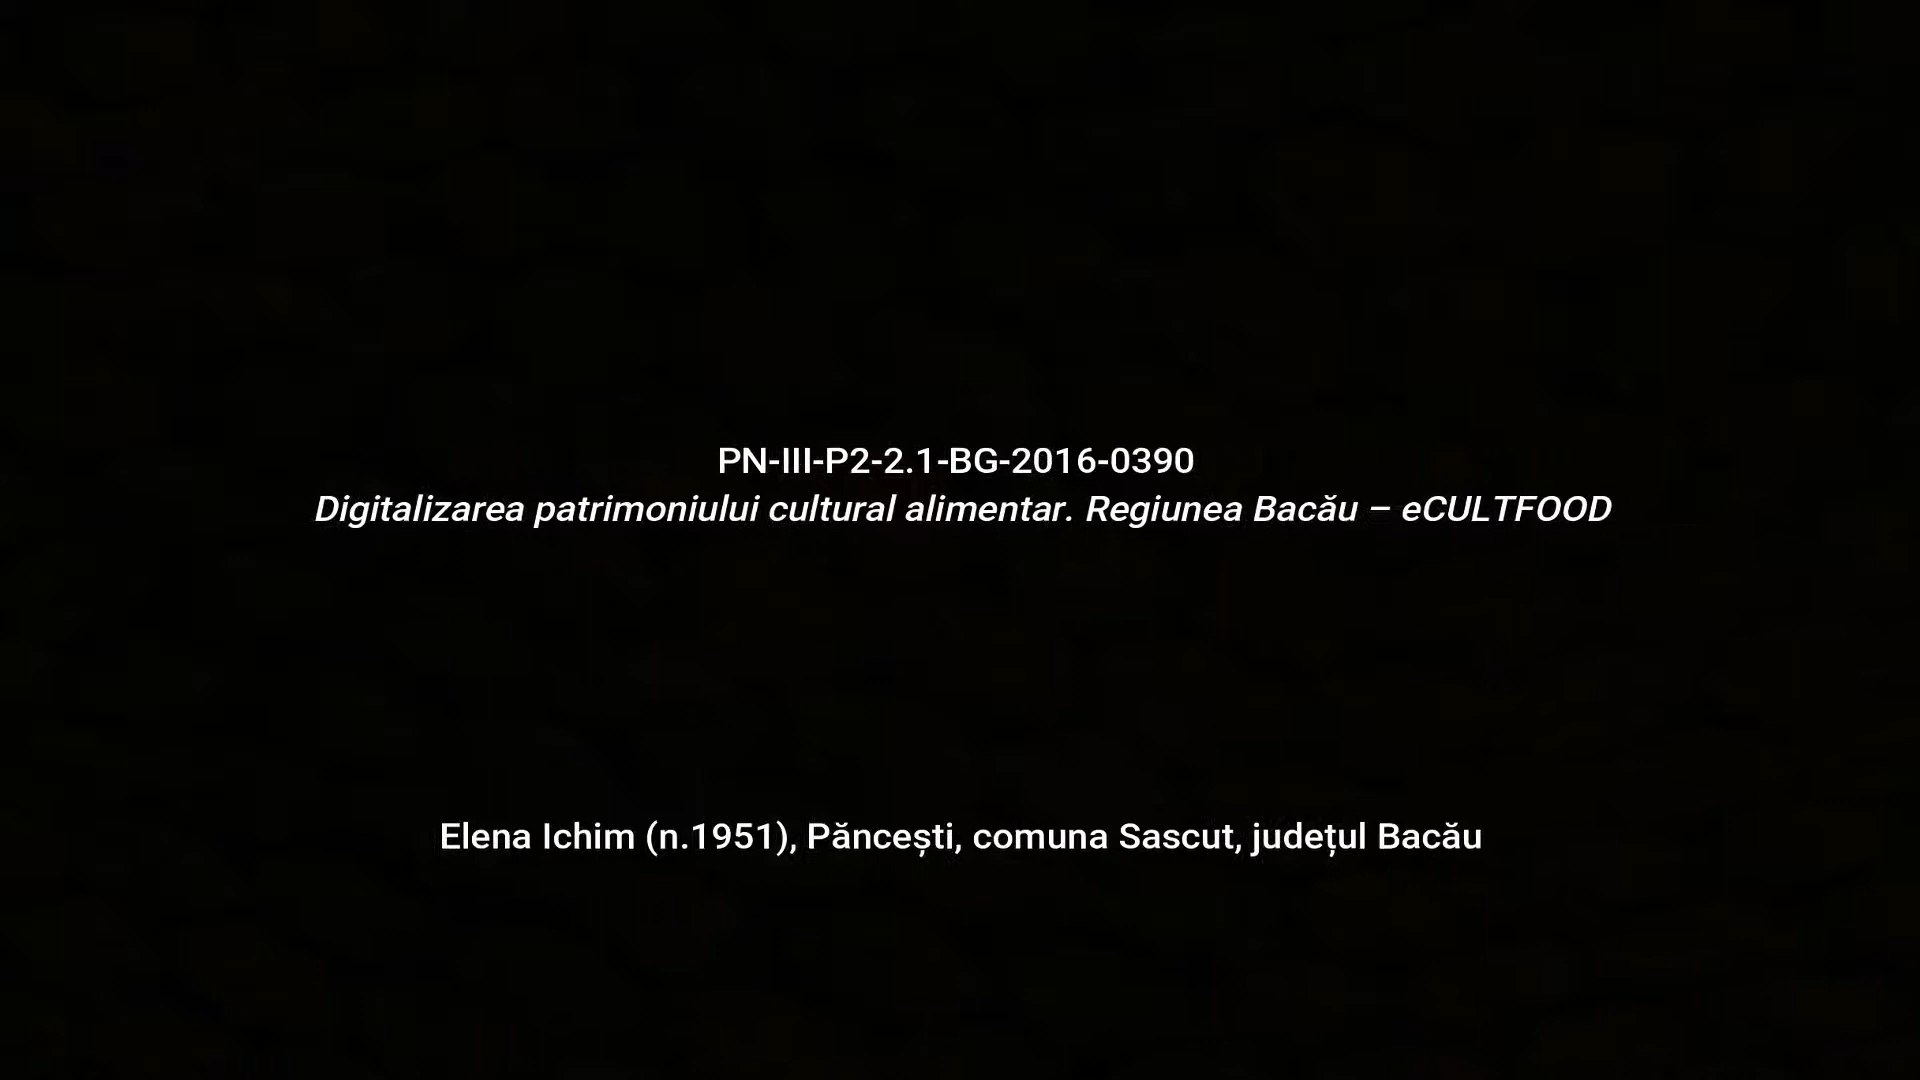 PN-III-P2-2.1-BG-2016-0390
Digitalizarea patrimoniului cultural alimentar. Regiunea Bacău – eCULTFOOD
Elena Ichim (n.1951), Păncești, comuna Sascut, județul Bacău